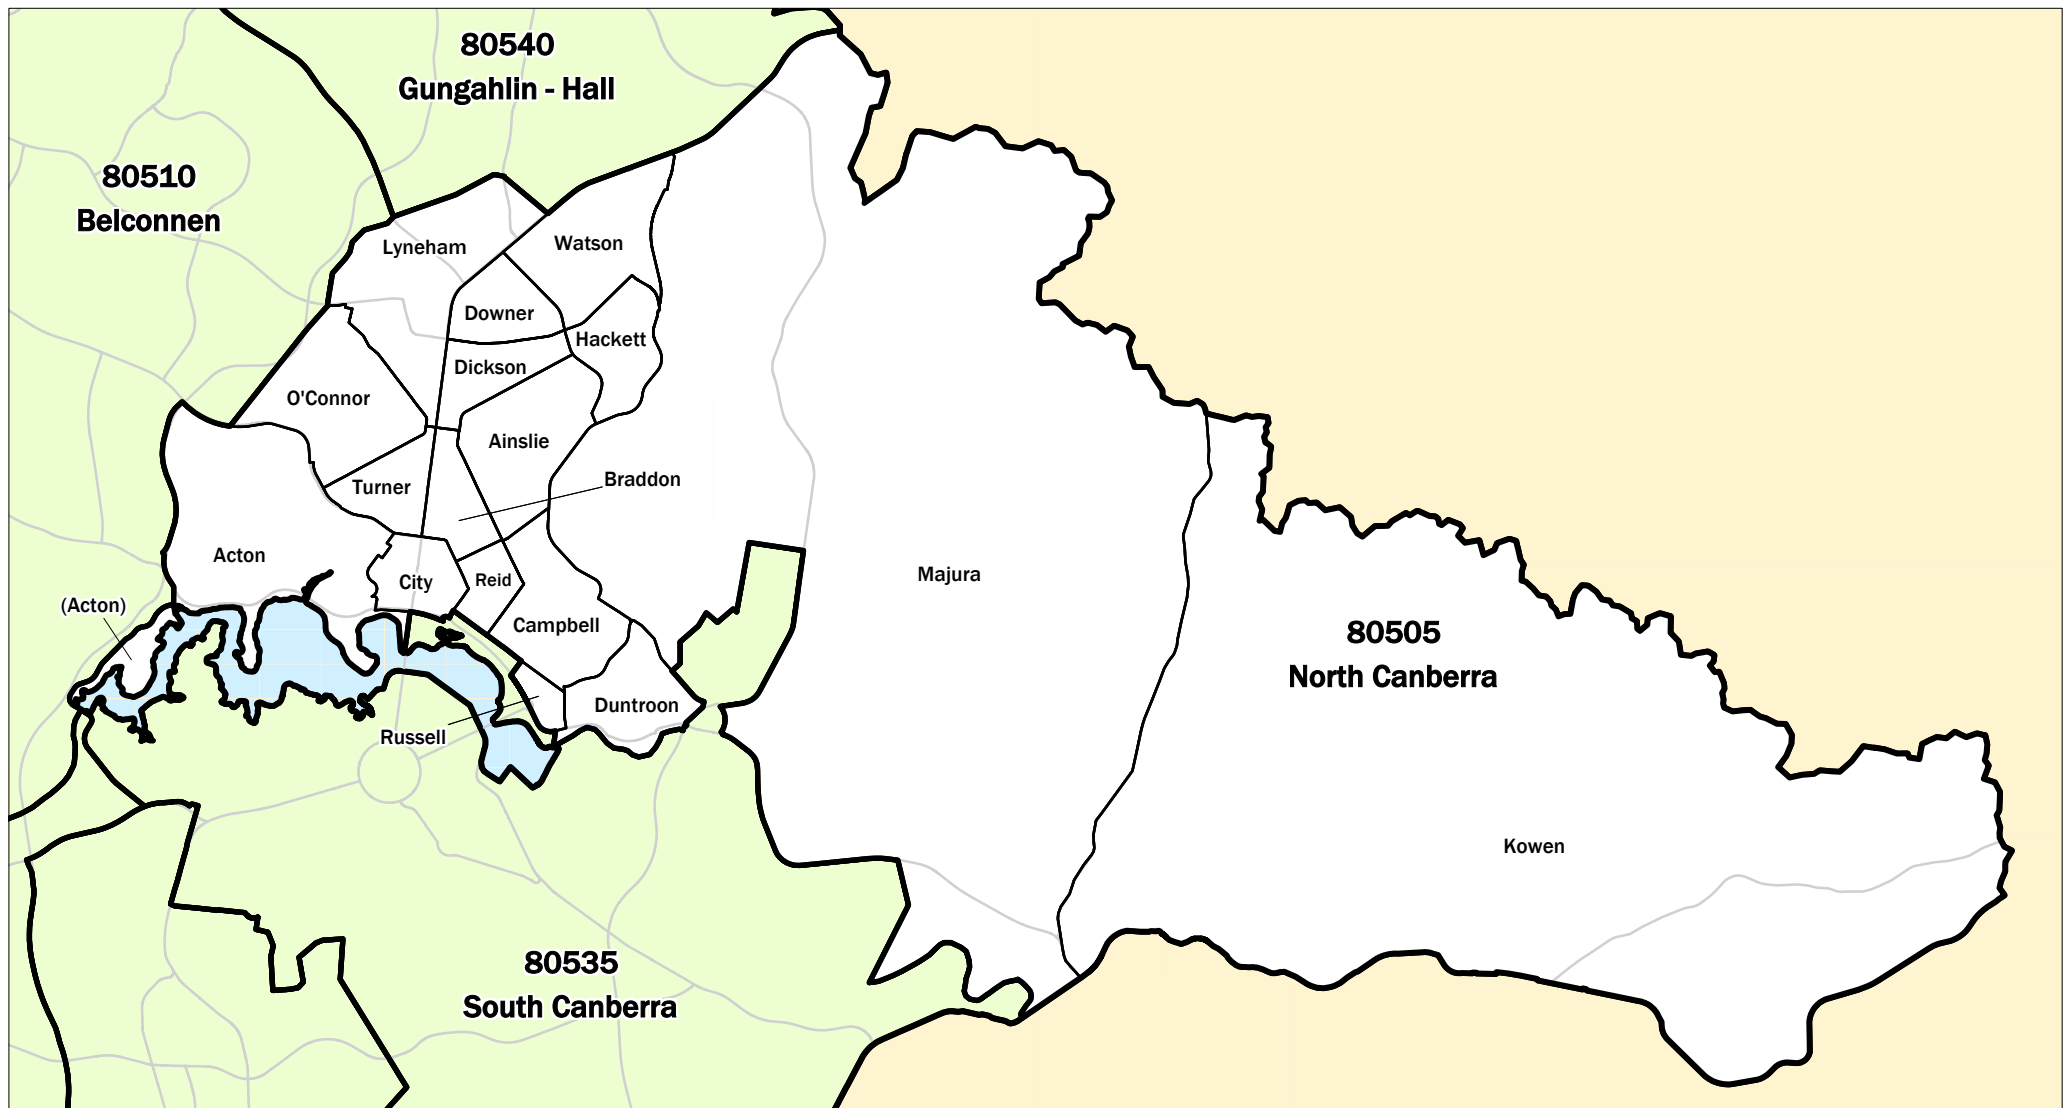 80540
Gungahlin - Hall
80510
Belconnen
Lyneham
Watson
Downer
Hackett
Dickson
O'Connor
Ainslie
Braddon
Turner
Acton
City
Reid
Majura
(Acton)
Campbell
80505
North Canberra
Duntroon
Russell
Kowen
80535
South Canberra